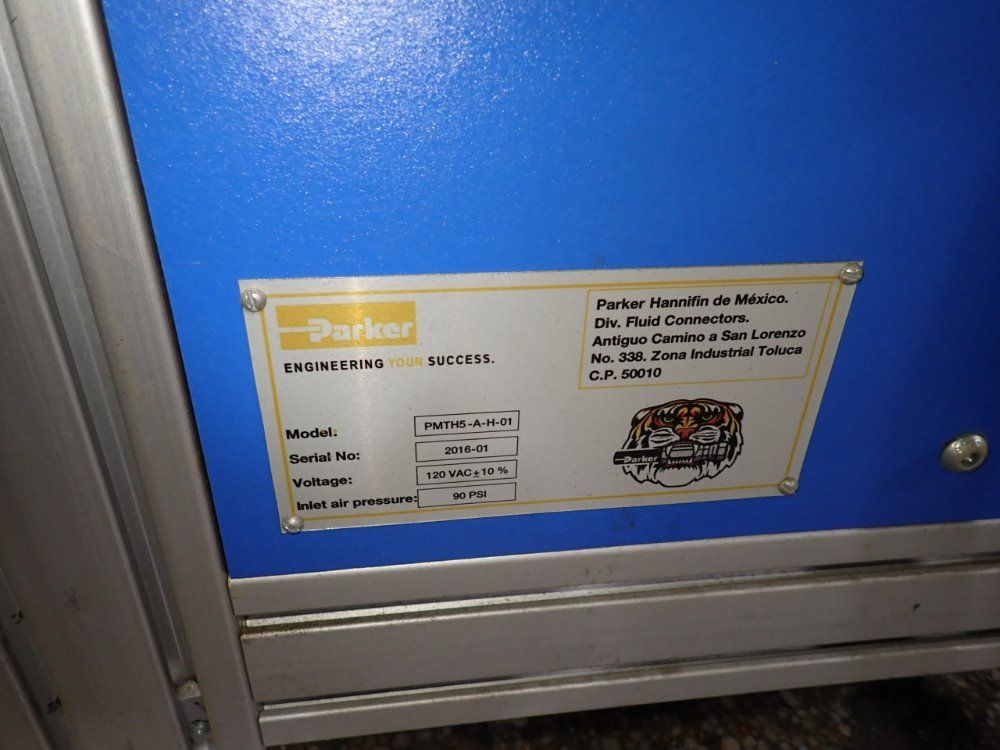 Parker
ENGINEERING YOUR SUCCESS.
Parker Hannifin de México.
Div. Fluid Connectors.
Antiguo Camino a San Lorenzo
No. 338. Zona Industrial Toluca
C.P. 50010
Model: PMTH5-A-H-01
Serial No: 2016-01
Voltage: 120 VAC±10 %
Inlet air pressure: 90 PSI
Parker